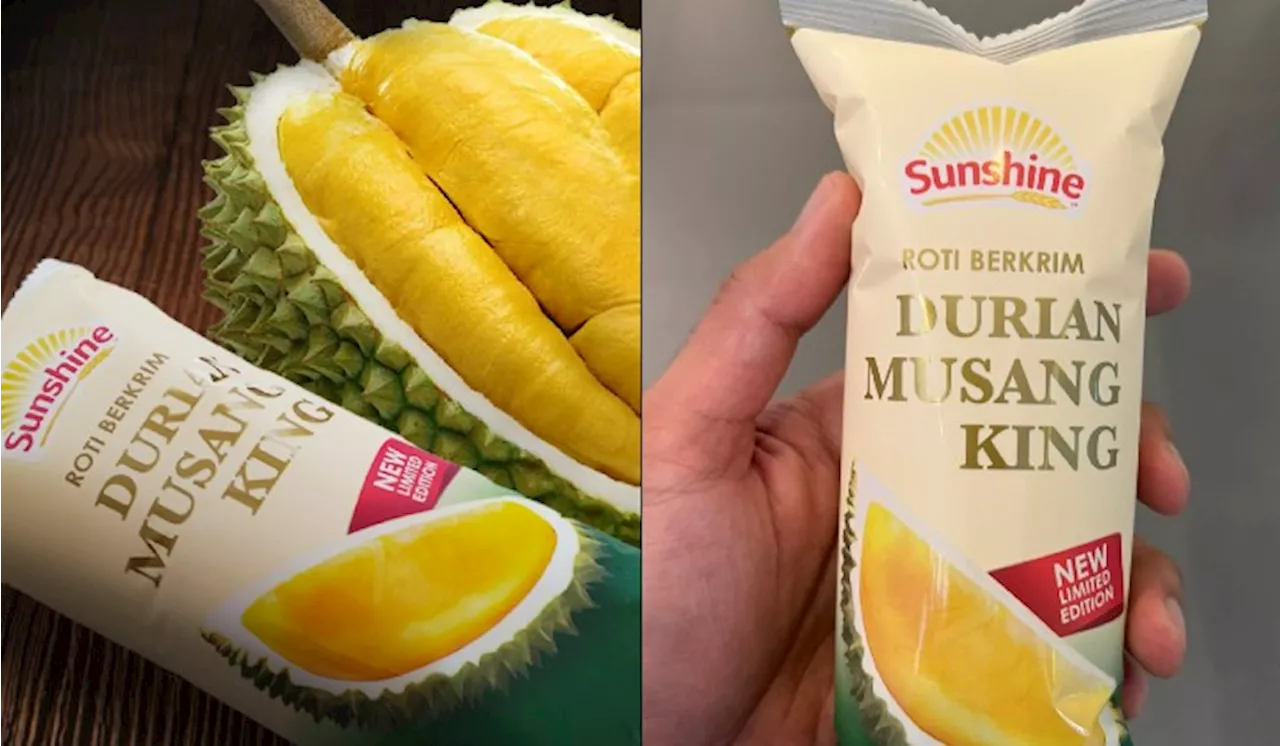 Sunshine
ROTI BERKRIM
DURIAN
MUSANG
KING
NEW
LIMITED
EDITION
Sunshine
ROTI BERKRIM
DURIAN
MUSANG
KING
NEW
LIMITED
EDITION